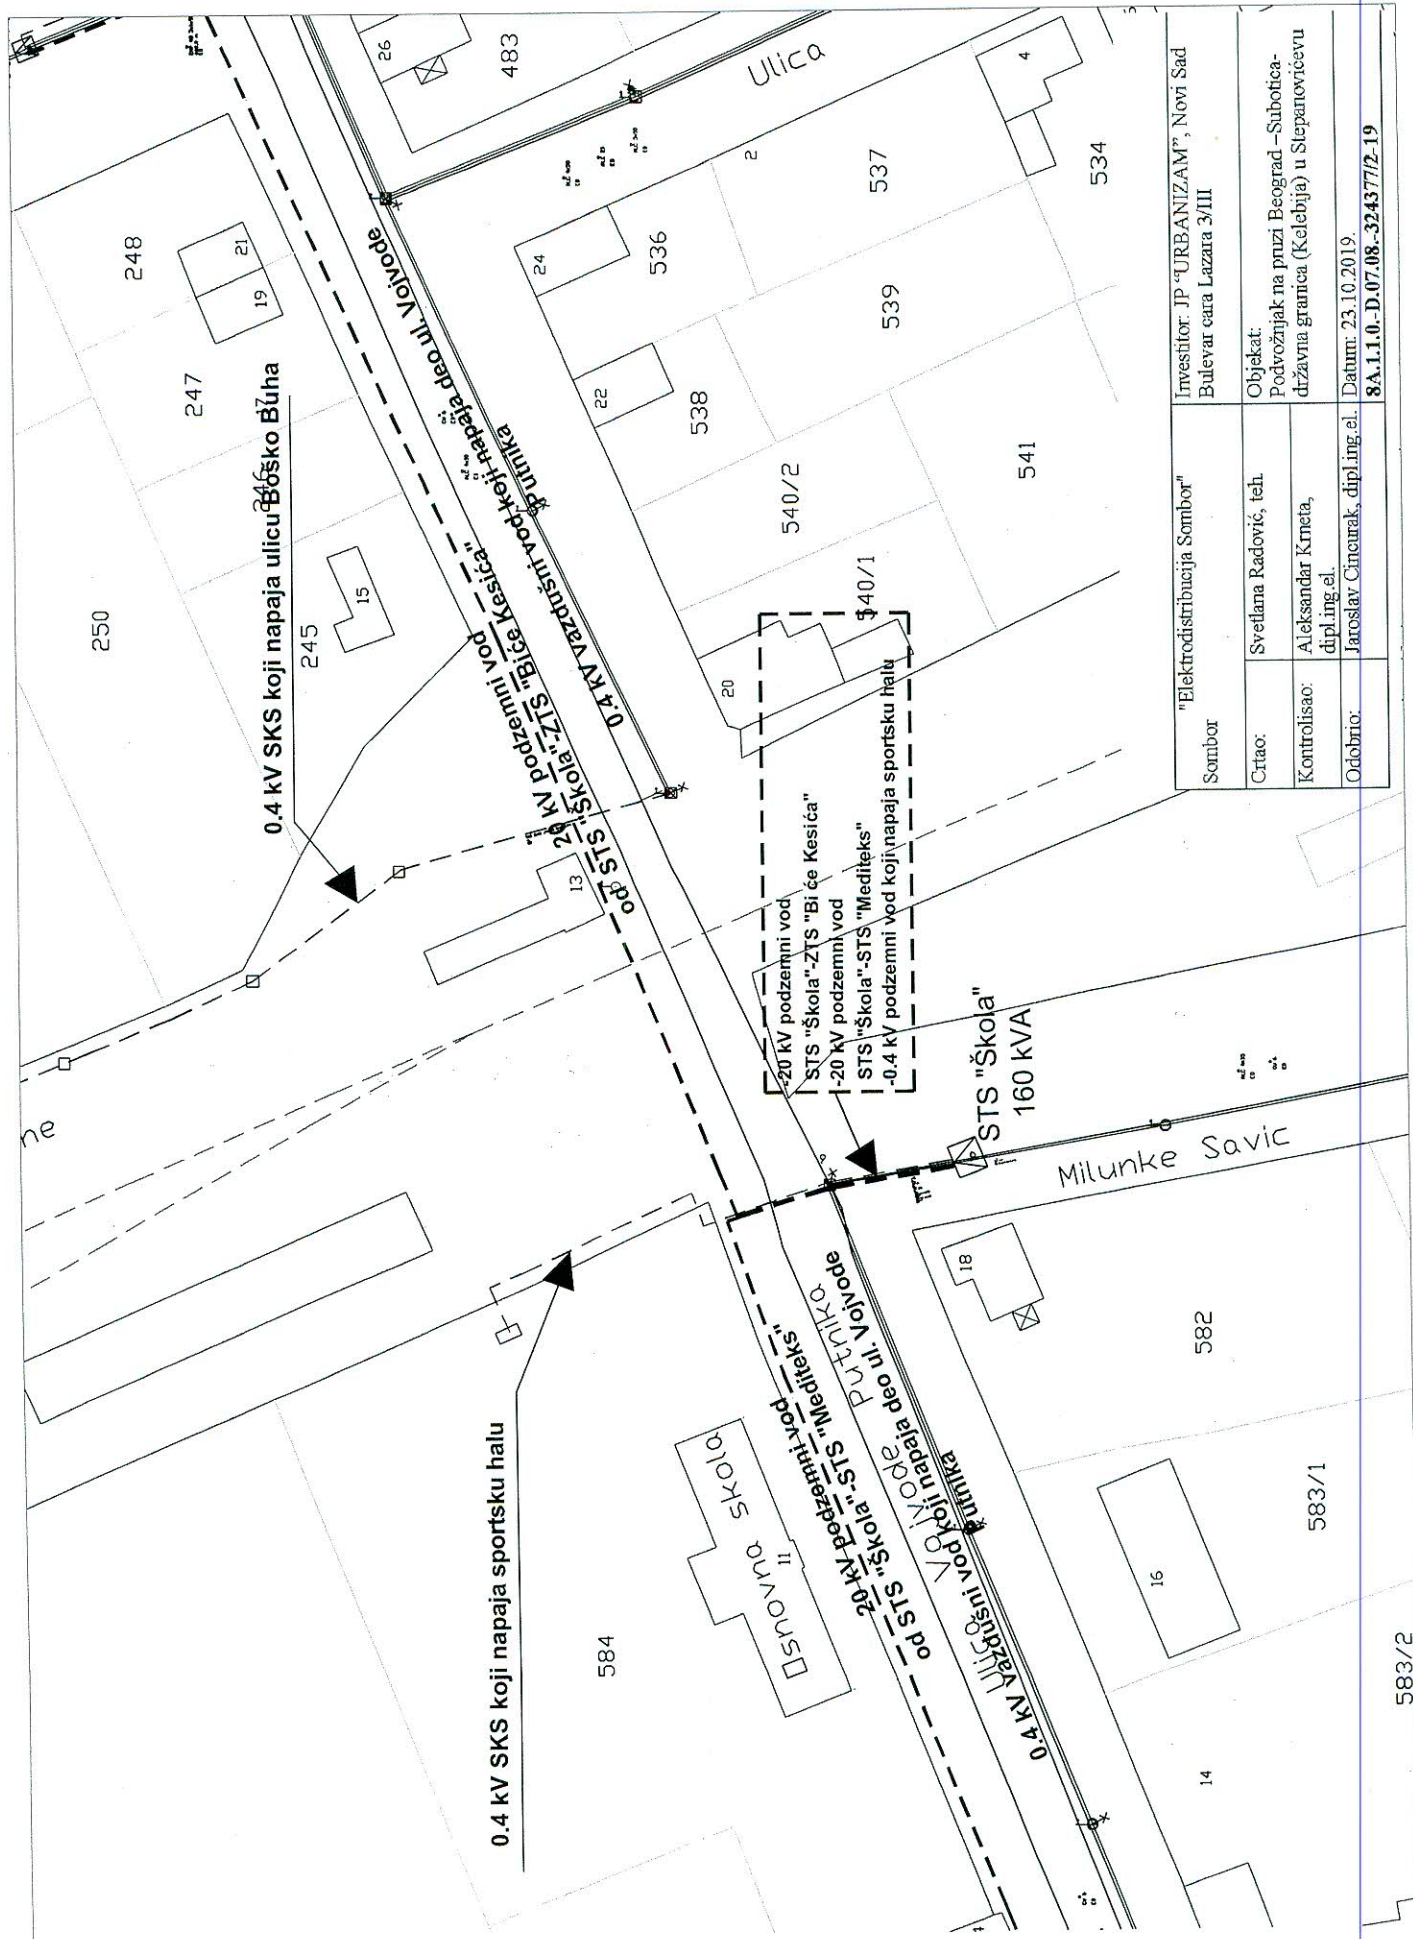 0.4 kV SKS koji napaja ulicu Boško Buha
0.4 kV SKS koji napaja sportsku halu
250
248
247
246
245
21
19
17
15
13
26
483
Ulica
20 kV podzemni vod
od STS "Škola"-ZTS "Biće Kesića"
0.4 kV vazdušni vod koji napaja deo ul. Vojvode
Putnika
24
536
2
537
4
534
22
538
539
540/2
541
540/1
20
-20 kV podzemni vod
STS "Škola"-ZTS "Bi će Kesića"
-20 kV podzemni vod
STS "Škola"-STS "Mediteks"
-0.4 kV podzemni vod koji napaja sportsku halu
STS "Škola"
160 kVA
Milunke Savic
ne
584
Osnovna Skola
11
20 kV podzemni vod
od STS "Škola"-STS "Mediteks"
Ulica Vojvode Putnika
0.4 kV vazdušni vod koji napaja deo ul. Vojvode
Putnika
18
582
16
583/1
14
583/2
"Elektrodistribucija Sombor"
Sombor
Investitor: JP "URBANIZAM", Novi Sad
Bulevar cara Lazara 3/III
Crtao:
Svetlana Radović, teh.
Objekat:
Podvožnjak na pruzi Beograd –Subotica-
državna granica (Kelebija) u Stepanovićevu
Kontrolisao:
Aleksandar Krneta,
dipl.ing.el.
Odobrio:
Jaroslav Cincurak, dipl.ing.el.
Datum: 23.10.2019.
8A.1.1.0.-D.07.08.-324377/2-19